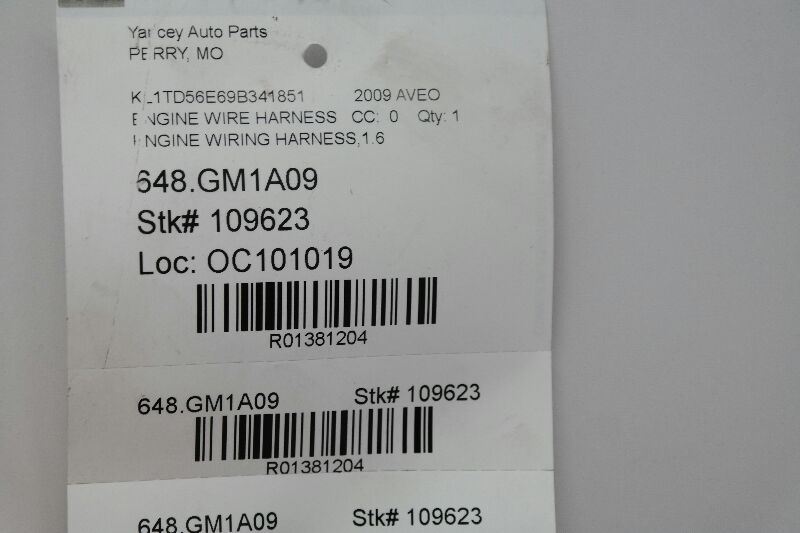 Yancey Auto Parts
PERRY, MO
KL1TD56E69B341851 2009 AVEO
ENGINE WIRE HARNESS CC: 0 Qty: 1
ENGINE WIRING HARNESS,1.6
648.GM1A09
Stk# 109623
Loc: OC101019
R01381204
648.GM1A09 Stk# 109623
R01381204
648.GM1A09 Stk# 109623